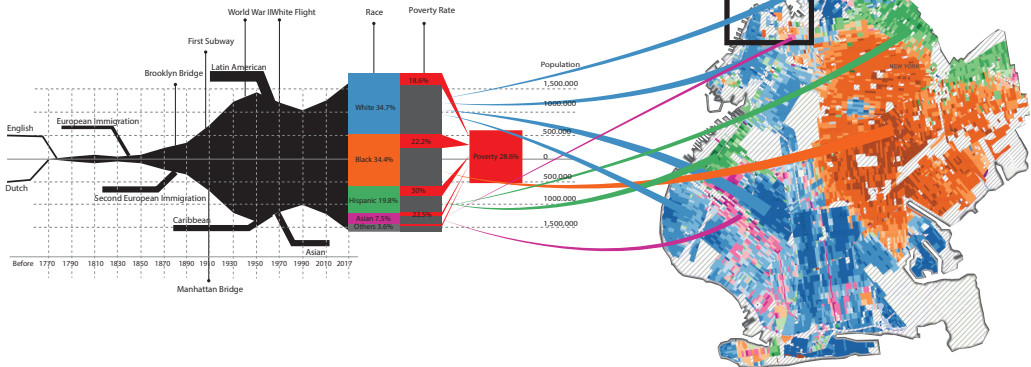 World War II White Flight
Race
Poverty Rate
First Subway
Latin American
Brooklyn Bridge
Population
18.6%
1,500.000
White 34.7%
1000.000
European Immigration
English
500.000
22.2%
Black 34.4%
Poverty 28.6%
0
500.000
Dutch
30%
Second European Immigration
Hispanic 19.8%
1000.000
22.5%
Caribbean
Asian 7.5%
Others 3.6%
1,500.000
Asian
Before 1770 1790 1810 1830 1850 1870 1890 1910 1930 1950 1970 1990 2010 2017
Manhattan Bridge
NEW YORK